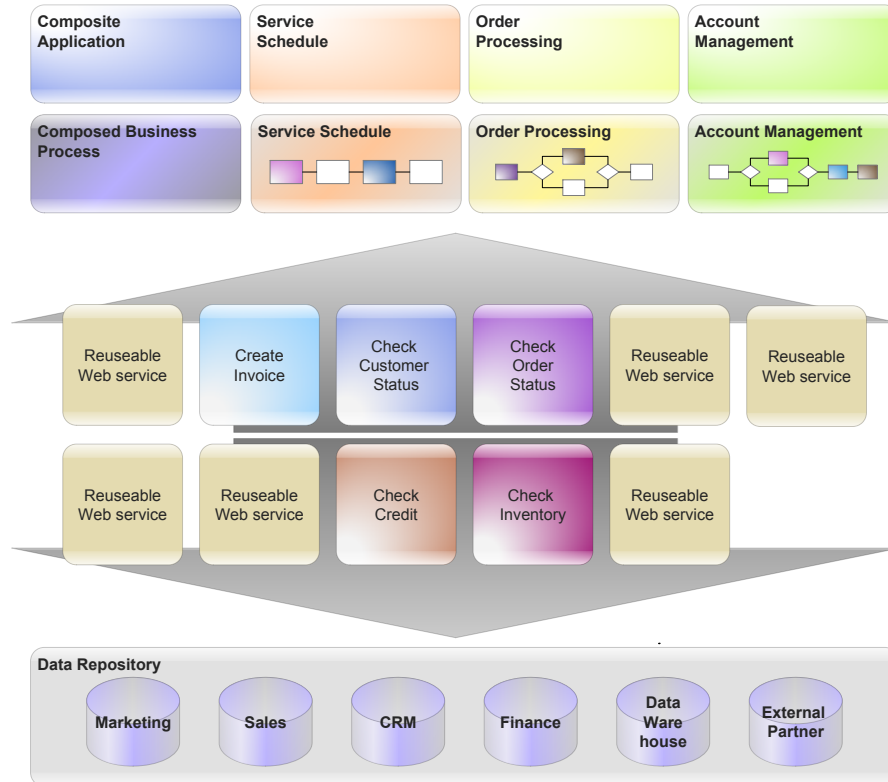 Composite
Application
Service
Schedule
Order
Processing
Account
Management
Composed Business
Process
Service Schedule
Order Processing
Account Management
Reuseable
Web service
Create
Invoice
Check
Customer
Status
Check
Order
Status
Reuseable
Web service
Reuseable
Web service
Reuseable
Web service
Reuseable
Web service
Check
Credit
Check
Inventory
Reuseable
Web service
Data Repository
Marketing
Sales
CRM
Finance
Data
Ware
house
External
Partner